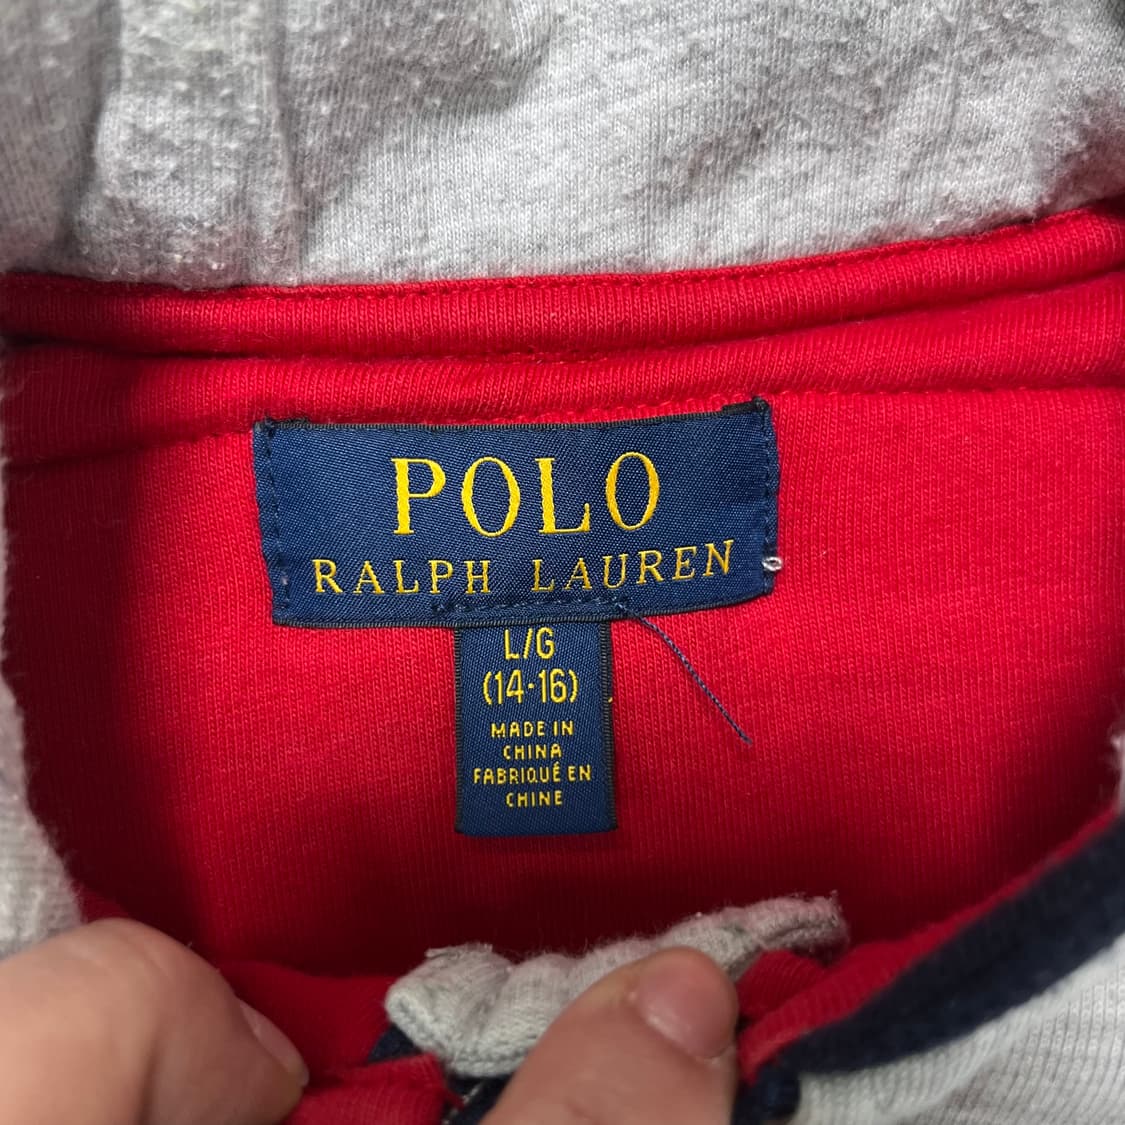 POLO
RALPH LAUREN
L/G
(14-16)
MADE IN
CHINA
FABRIQUÉ EN
CHINE